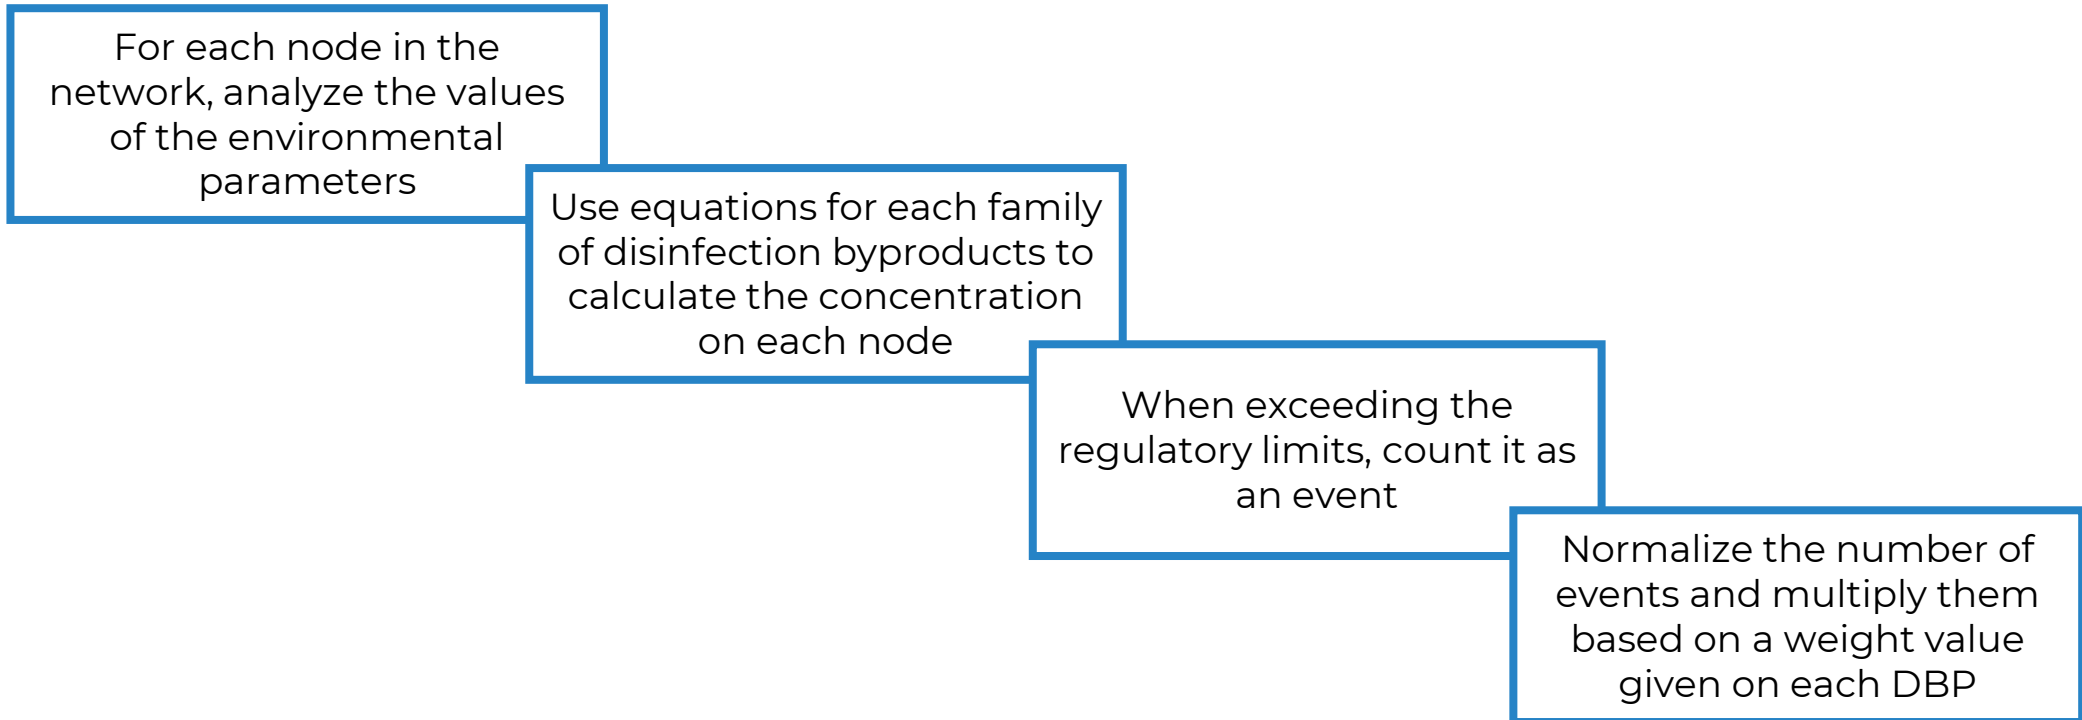 For each node in the
network, analyze the values
of the environmental
parameters
Use equations for each family
of disinfection byproducts to
calculate the concentration
on each node
When exceeding the
regulatory limits, count it as
an event
Normalize the number of
events and multiply them
based on a weight value
given on each DBP